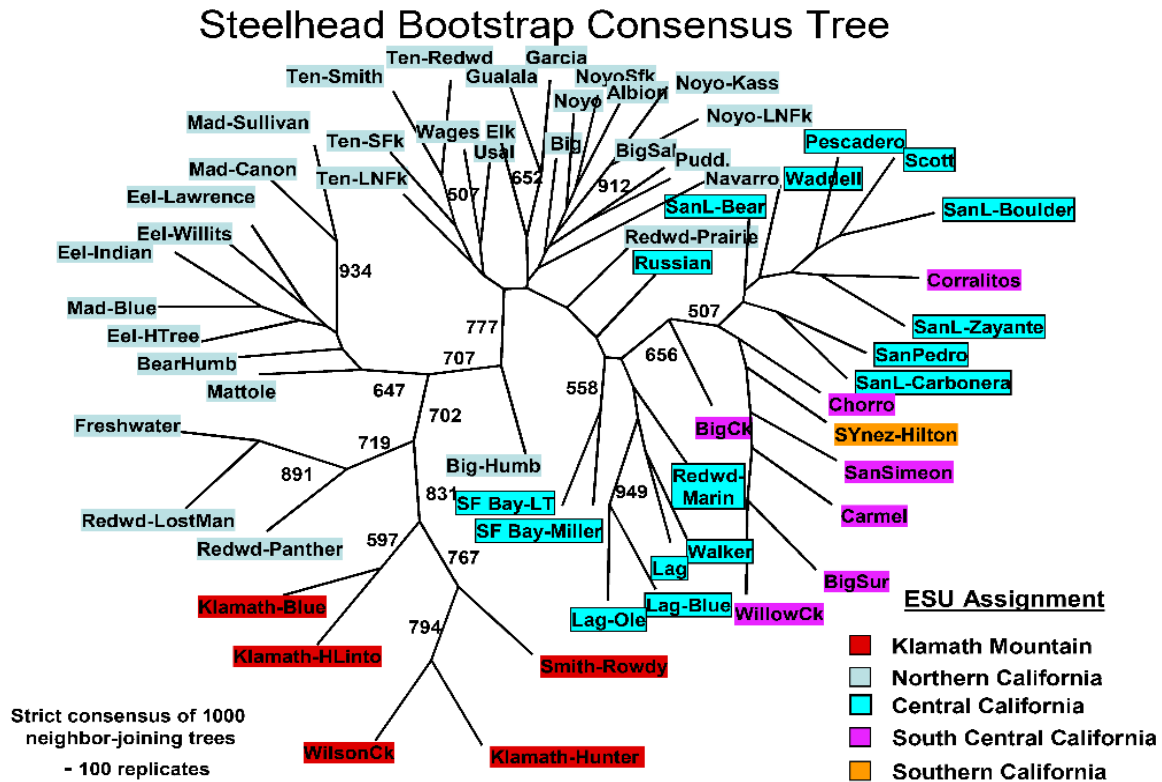 Steelhead Bootstrap Consensus Tree
Ten-Redwd
Garcia
Ten-Smith
Gualala
NoyoSfk
Noyo-Kass
Albion
Noyo
Mad-Sullivan
Noyo-LNFk
Ten-SFk
Wages
Elk
Usal
Big
BigSal
Pescadero
Scott
Mad-Canon
Ten-LNFk
507
652
912
Pudd.
Navarro
Waddell
Eel-Lawrence
SanL-Bear
SanL-Boulder
Eel-Willits
Redwd-Prairie
Eel-Indian
Russian
934
Corralitos
Mad-Blue
507
Eel-HTree
777
SanL-Zayante
BearHumb
707
656
SanPedro
Mattole
647
558
SanL-Carbonera
Chorro
702
Freshwater
BigCk
SYnez-Hilton
719
891
Big-Humb
Redwd-
Marin
SanSimeon
831
SF Bay-LT
949
Redwd-LostMan
SF Bay-Miller
Carmel
Redwd-Panther
597
767
Walker
Lag
BigSur
Klamath-Blue
Lag-Ole
Lag-Blue
WillowCk
794
Klamath-HLinto
Smith-Rowdy
WilsonCk
Klamath-Hunter
ESU Assignment
Klamath Mountain
Northern California
Central California
South Central California
Southern California
Strict consensus of 1000
neighbor-joining trees
- 100 replicates